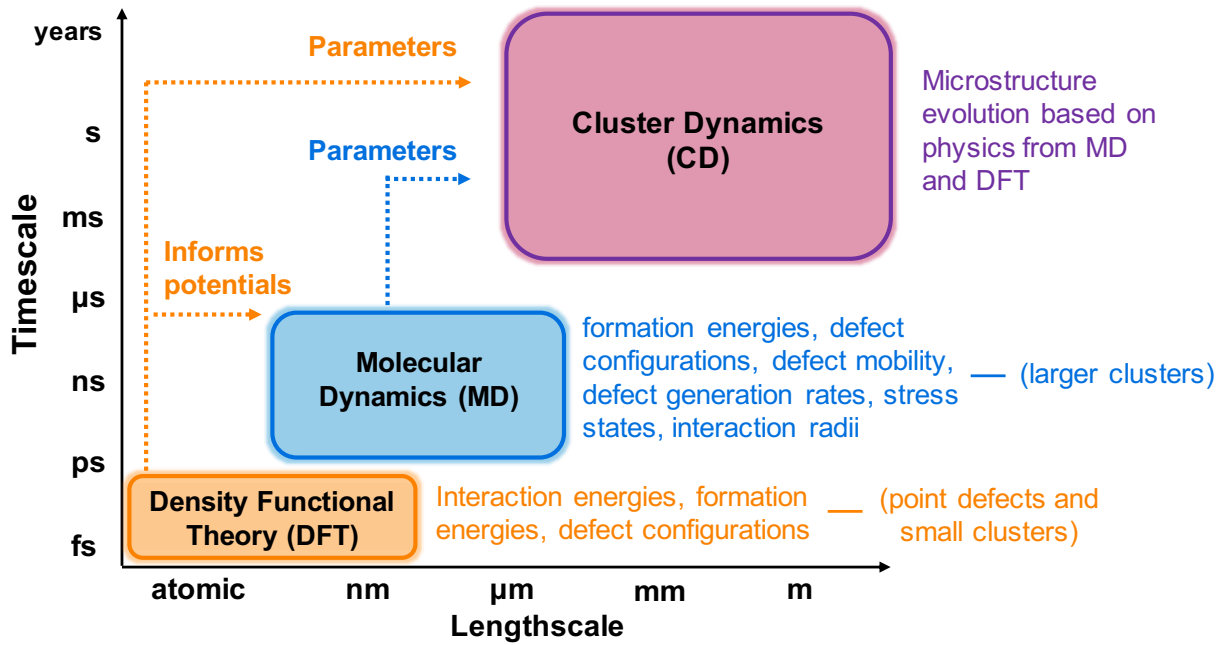 years
Parameters
Cluster Dynamics
(CD)
Microstructure
evolution based on
physics from MD
and DFT
s
Parameters
ms
Informs
potentials
µs
Timescale
Molecular
Dynamics (MD)
formation energies, defect
configurations, defect mobility,
defect generation rates, stress
states, interaction radii
— (larger clusters)
ns
ps
Density Functional
Theory (DFT)
Interaction energies, formation
energies, defect configurations
— (point defects and
small clusters)
fs
atomic nm µm mm m
Lengthscale